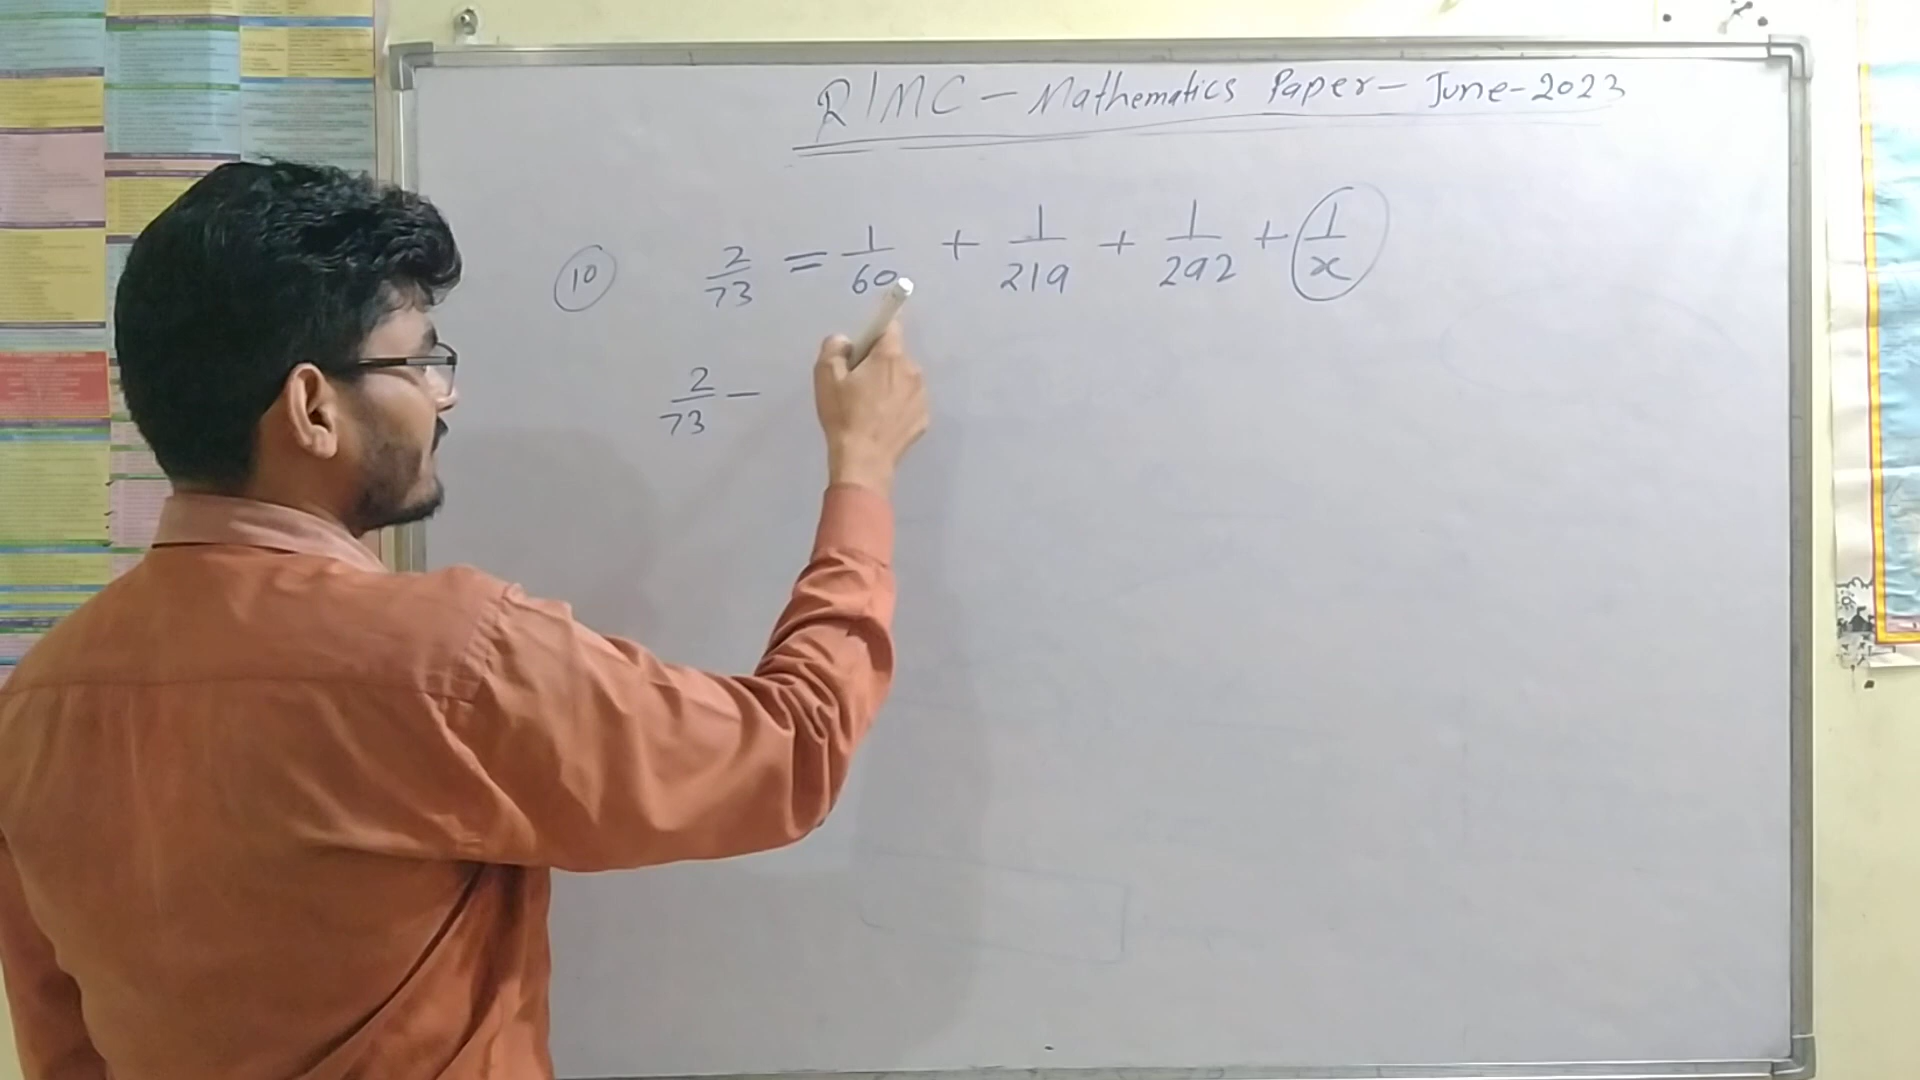 RIMC - Mathematics Paper - June-2023
10 2/73 = 1/60 + 1/219 + 1/292 + 1/x
2/73 -